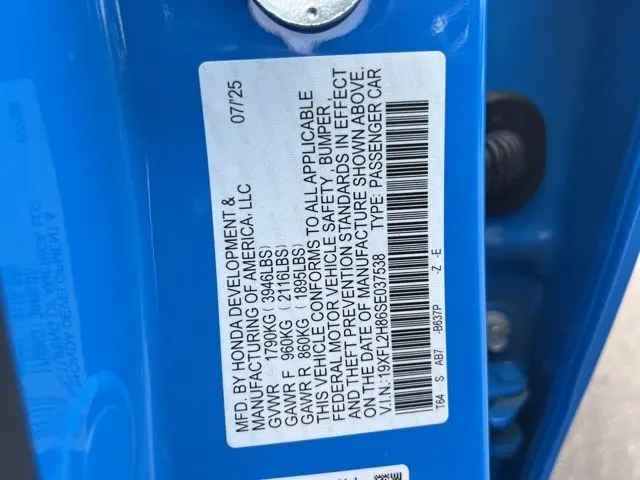 07/'25
MFD. BY HONDA DEVELOPMENT &
MANUFACTURING OF AMERICA, LLC
GVWR 1790KG (3946LBS)
GAWR F 960KG (2116LBS)
GAWR R 860KG (1895LBS)
THIS VEHICLE CONFORMS TO ALL APPLICABLE
FEDERAL MOTOR VEHICLE SAFETY, BUMPER,
AND THEFT PREVENTION STANDARDS IN EFFECT
ON THE DATE OF MANUFACTURE SHOWN ABOVE.
V.I.N.:19XFL2H86SE037538 TYPE: PASSENGER CAR
T64 S AB7 -B637P -Z -E